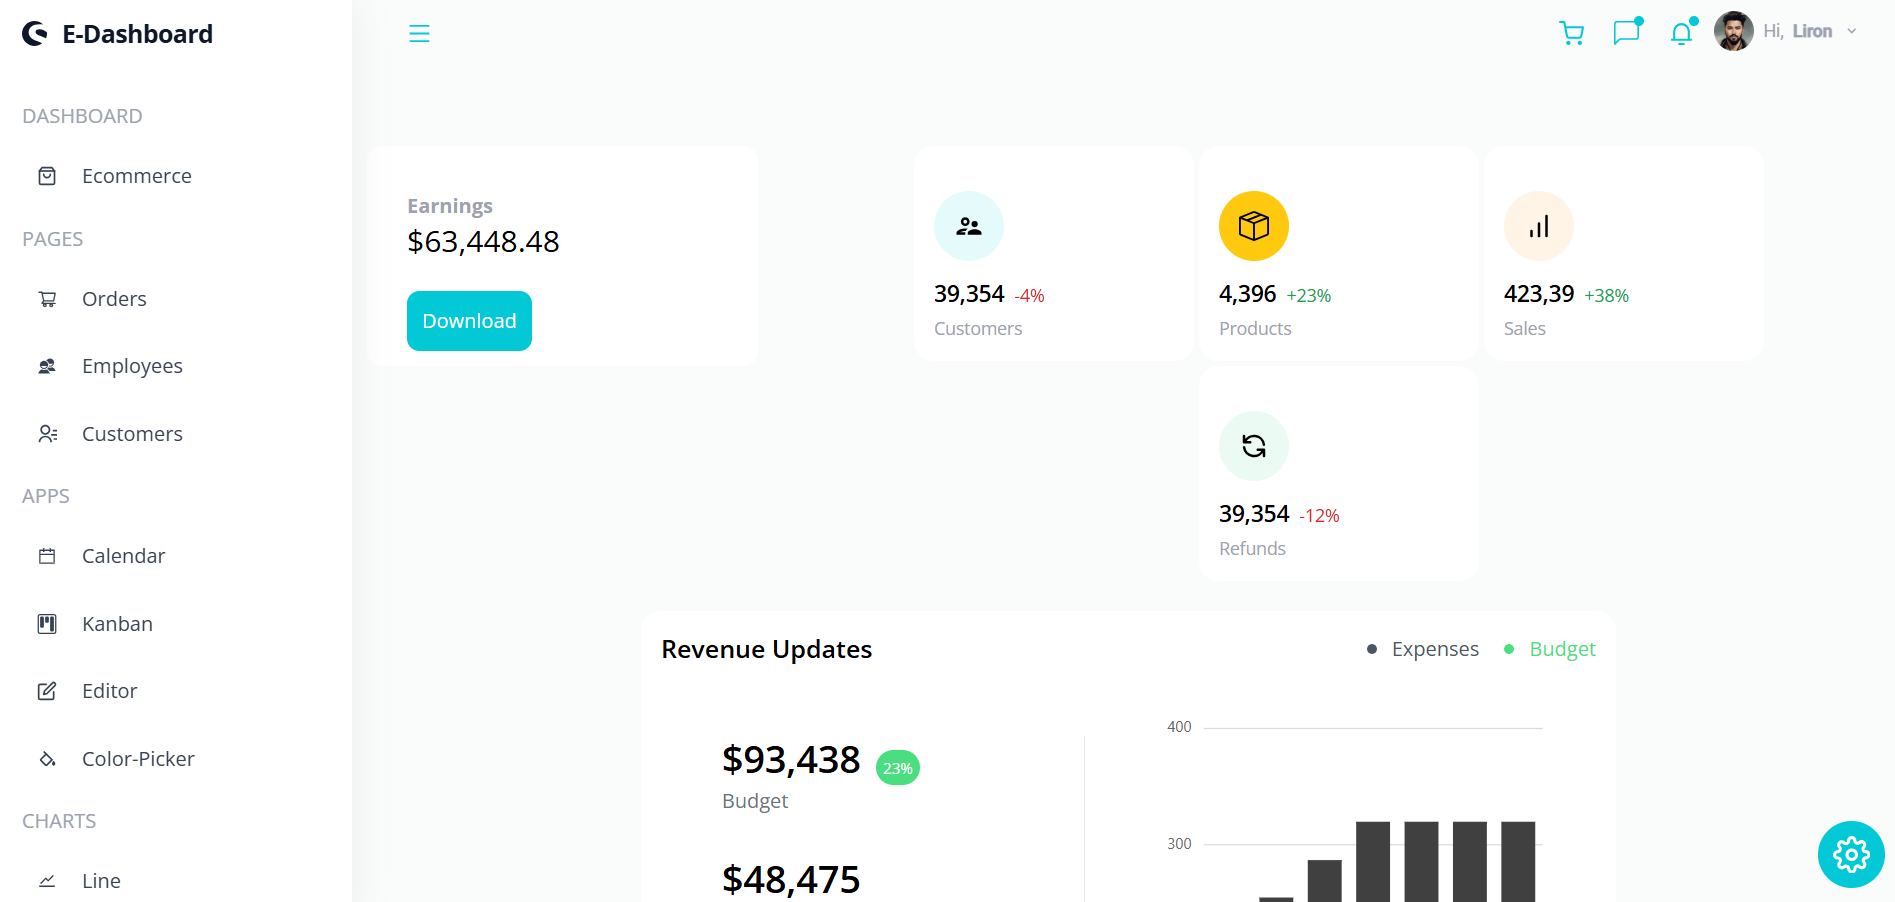 E-Dashboard
Hi, Liron
DASHBOARD
Ecommerce
PAGES
Orders
Employees
Customers
APPS
Calendar
Kanban
Editor
Color-Picker
CHARTS
Line
Earnings
$63,448.48
Download
39,354 -4%
Customers
4,396 +23%
Products
423,39 +38%
Sales
39,354 -12%
Refunds
Revenue Updates
Expenses
Budget
$93,438 23%
Budget
$48,475
400
300